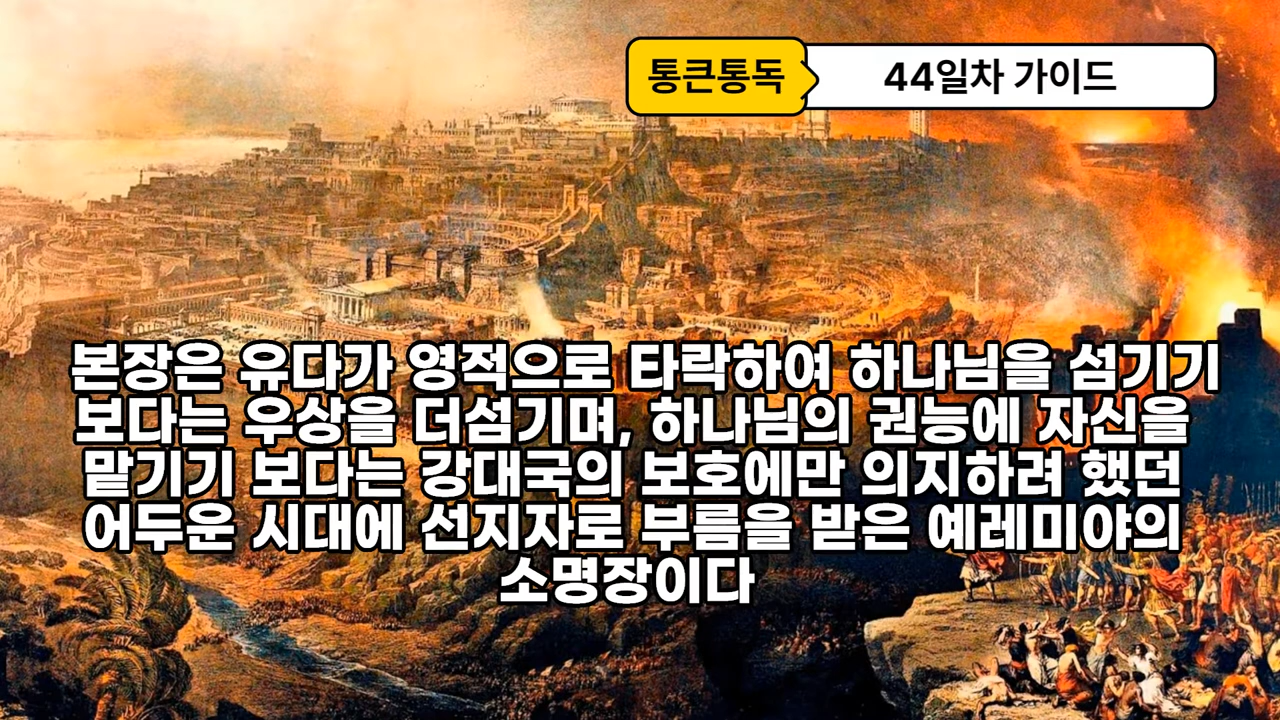 통큰통독
44일차 가이드
본장은 유다가 영적으로 타락하여 하나님을 섬기기
보다는 우상을 더섬기며, 하나님의 권능에 자신을
맡기기 보다는 강대국의 보호에만 의지하려 했던
어두운 시대에 선지자로 부름을 받은 예레미야의
소명장이다